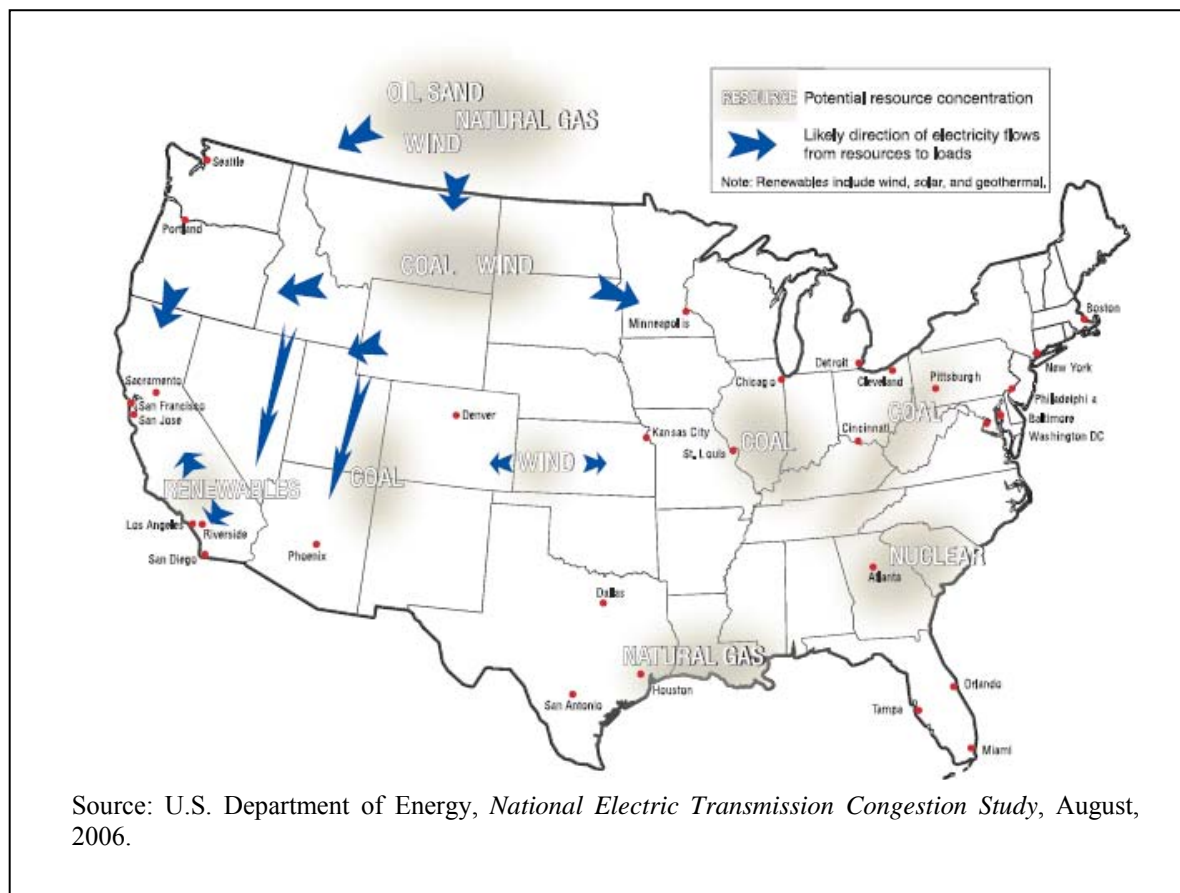 OIL SAND
NATURAL GAS
WIND
RESOURCE Potential resource concentration
Likely direction of electricity flows
from resources to loads
Note: Renewables include wind, solar, and geothermal.
Seattle
Portland
COAL WIND
Minneapolis
Boston
Detroit
New York
Chicago
Cleveland
Pittsburgh
Philadelphia
Sacramento
San Francisco
San Jose
Denver
Kansas City
St. Louis
COAL
Cincinnati
COAL
Baltimore
Washington DC
WIND
COAL
RENEWABLES
Los Angeles
Riverside
San Diego
Phoenix
NUCLEAR
Atlanta
Dallas
NATURAL GAS
Houston
San Antonio
Orlando
Tampa
Miami
Source: U.S. Department of Energy, National Electric Transmission Congestion Study, August,
2006.